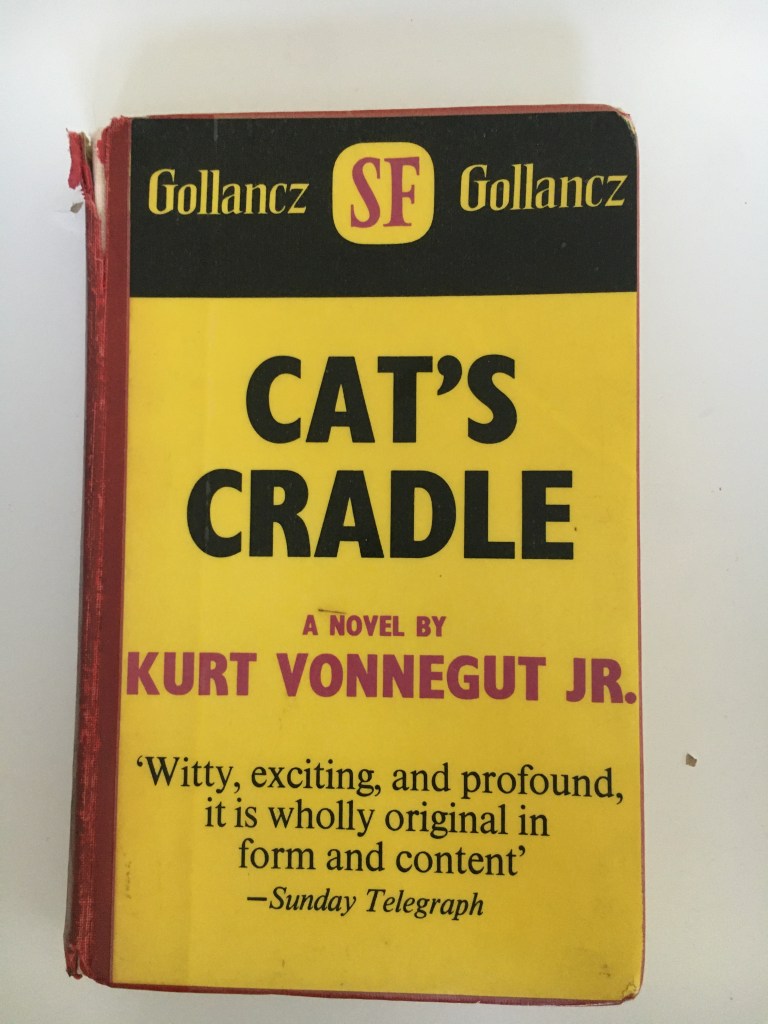 Gollancz SF Gollancz
CAT'S
CRADLE
A NOVEL BY
KURT VONNEGUT JR.
‘Witty, exciting, and profound,
it is wholly original in
form and content’
—Sunday Telegraph